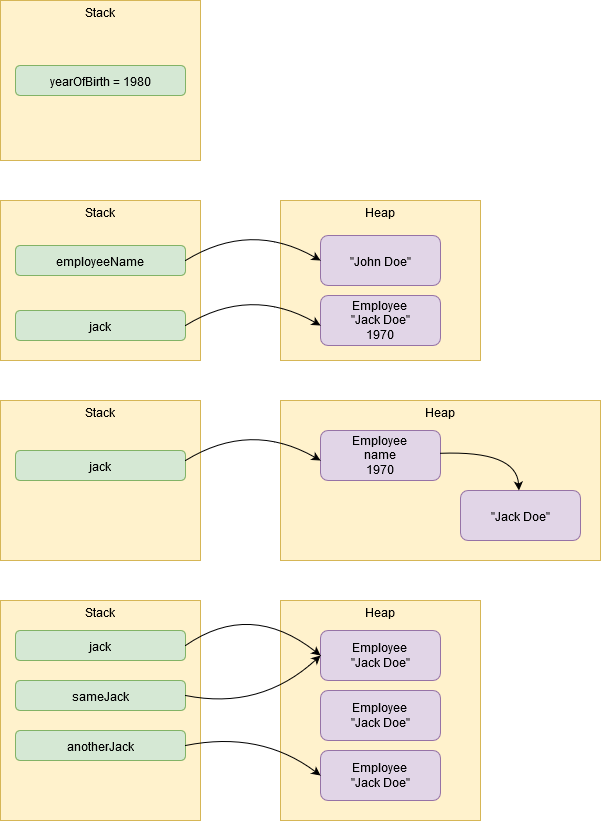 Stack
yearOfBirth = 1980
Stack
Heap
employeeName
"John Doe"
jack
Employee
"Jack Doe"
1970
Stack
Heap
jack
Employee
name
1970
"Jack Doe"
Stack
Heap
jack
Employee
"Jack Doe"
sameJack
Employee
"Jack Doe"
anotherJack
Employee
"Jack Doe"